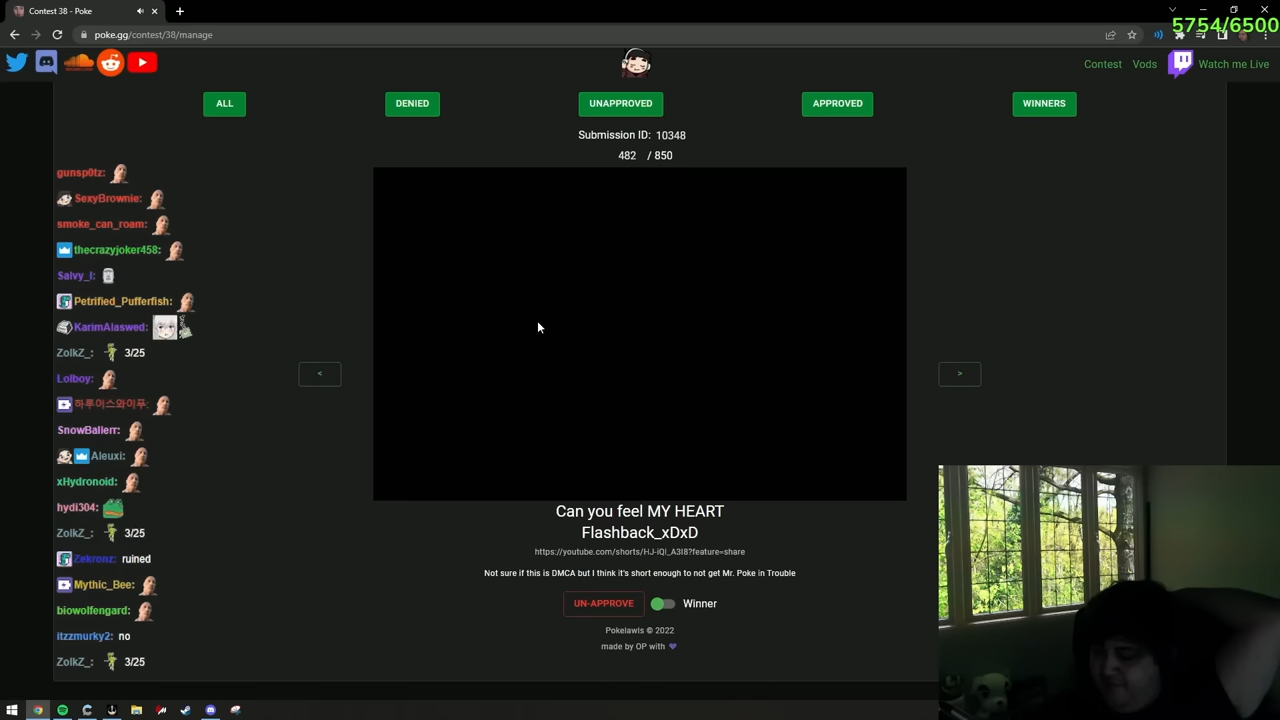 Contest 38 - Poke
5754/6500
poke.gg/contest/38/manage
Contest Vods Watch me Live
ALL DENIED UNAPPROVED APPROVED WINNERS
Submission ID: 10348
482 / 850
gunsp0tz:
SexyBrownie:
smoke_can_roam:
thecrazyjoker458:
Salvy_I:
Petrified_Pufferfish:
KarimAlaswed:
ZolkZ_: 3/25
Lolboy:
하루이스와이푸:
SnowBallerr:
Aleuxi:
xHydronoid:
hydi304:
ZolkZ_: 3/25
Zekronz: ruined
Mythic_Bee:
biowolfengard:
itzzmurky2: no
ZolkZ_: 3/25
<
>
Can you feel MY HEART
Flashback_xDxD
https://youtube.com/shorts/HJ-iQI_A3I8?feature=share
Not sure if this is DMCA but I think it's short enough to not get Mr. Poke in Trouble
UN-APPROVE Winner
Pokelawls © 2022
made by OP with